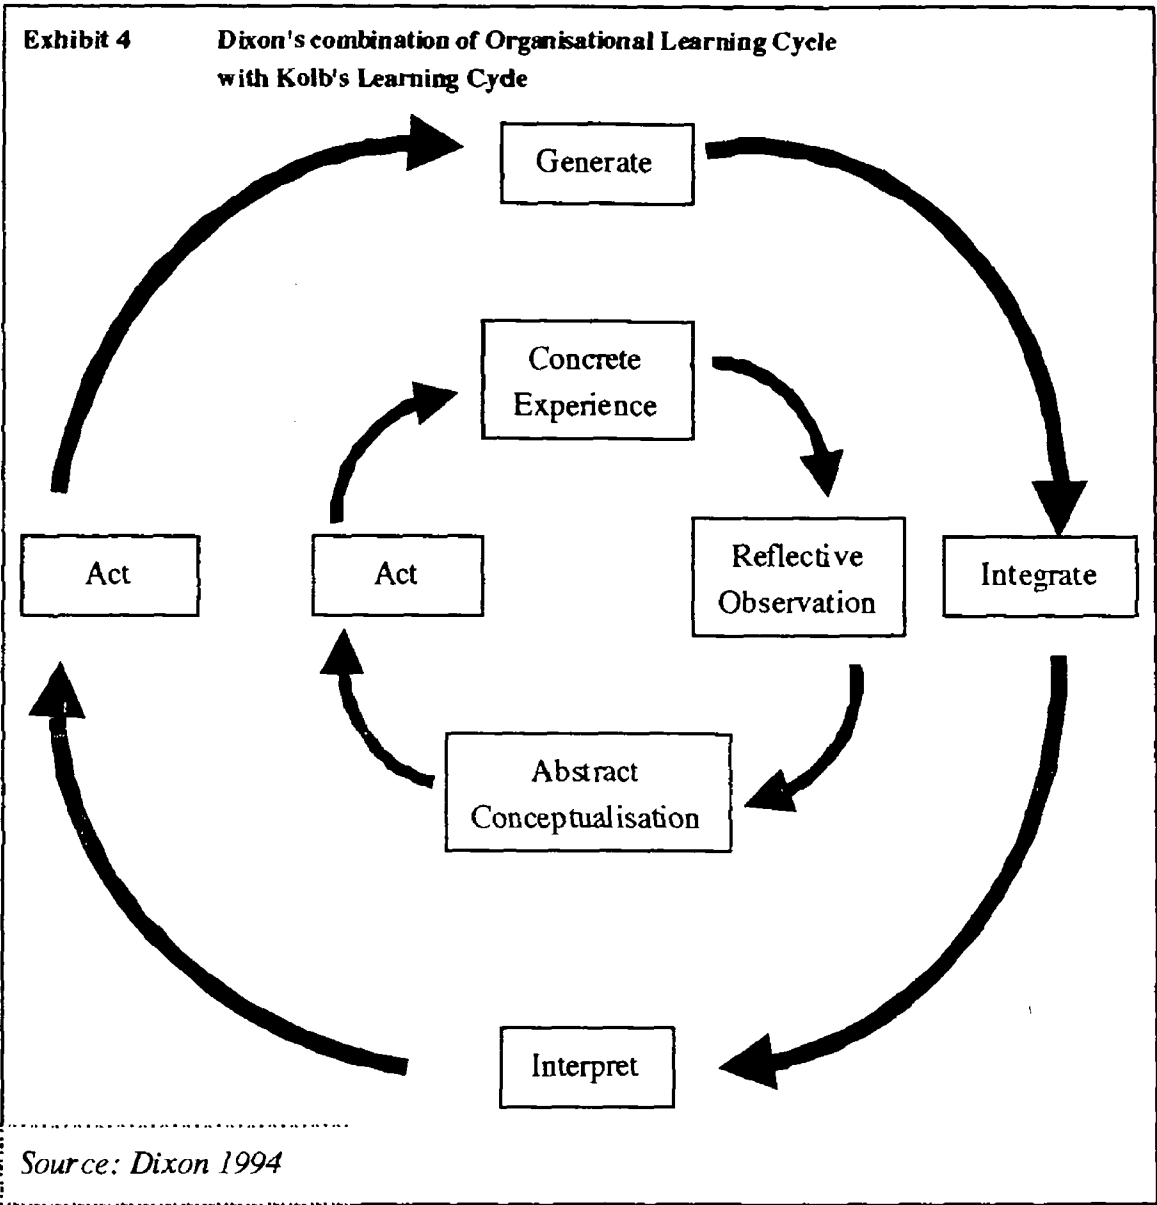 Exhibit 4 Dixon's combination of Organisational Learning Cycle
with Kolb's Learning Cycle
Generate
Concrete
Experience
Act
Act
Reflective
Observation
Integrate
Abstract
Conceptualisation
Interpret
Source: Dixon 1994